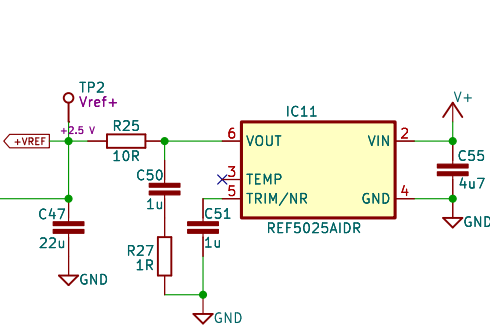 TP2
Vref+
+2.5 V
+VREF
R25
10R
IC11
6 VOUT
VIN 2
3 TEMP
5 TRIM/NR
GND 4
REF5025AIDR
V+
C55
4u7
GND
C50
1u
C51
1u
C47
22u
GND
R27
1R
GND